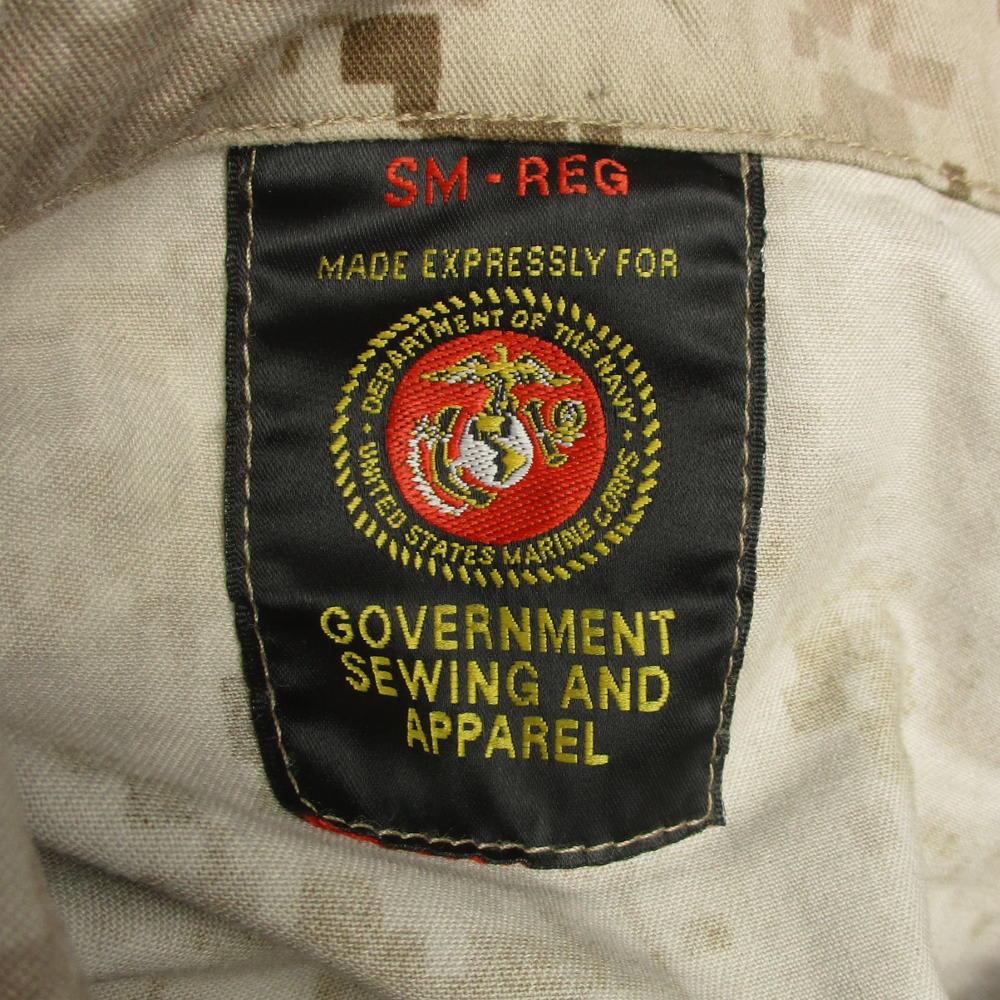 SM - REG
MADE EXPRESSLY FOR
• DEPARTMENT OF THE NAVY •
UNITED STATES MARINE CORPS
GOVERNMENT
SEWING AND
APPAREL